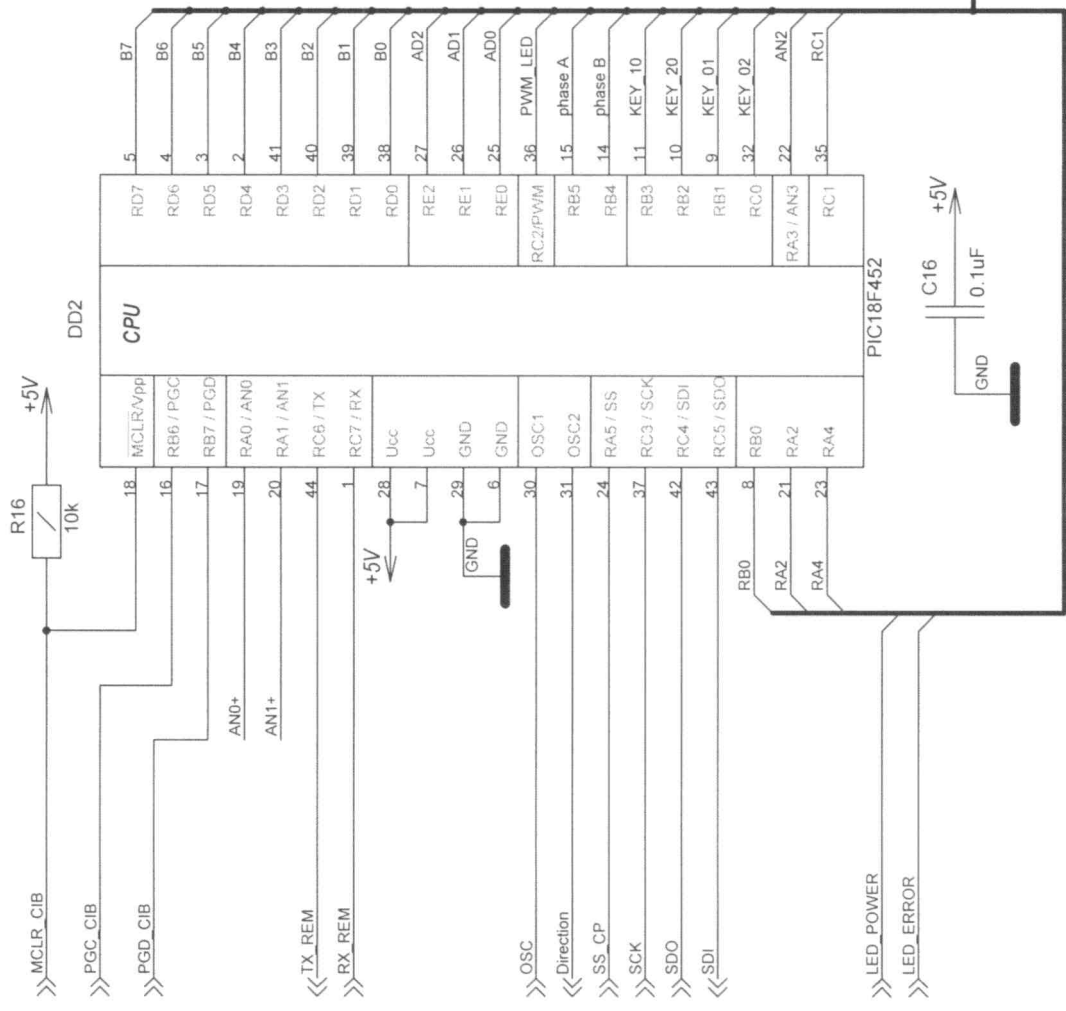 R16
+5V
10k
DD2
MCLR_CIB
18
MCLR/Vpp
CPU
RD7
5
B7
PGC_CIB
16
RB6 / PGC
RD6
4
B6
PGD_CIB
17
RB7 / PGD
RD5
3
B5
AN0+
19
RA0 / AN0
RD4
2
B4
AN1+
20
RA1 / AN1
RD3
41
B3
TX_REM
44
RC6 / TX
RD2
40
B2
RX_REM
1
RC7 / RX
RD1
39
B1
+5V
28
Ucc
RD0
38
B0
7
Ucc
RE2
27
AD2
GND
29
GND
RE1
26
AD1
6
GND
RE0
25
AD0
OSC
30
OSC1
RC2/PWM
36
PWM_LED
Direction
31
OSC2
RB5
15
phase A
SS_CP
24
RA5 / SS
RB4
14
phase B
SCK
37
RC3 / SCK
RB3
11
KEY_10
SDO
42
RC4 / SDI
RB2
10
KEY_20
SDI
43
RC5 / SDO
RB1
9
KEY_01
RB0
8
RB0
RC0
32
KEY_02
RA2
21
RA2
RA3 / AN3
22
AN2
RA4
23
RA4
RC1
35
RC1
PIC18F452
LED_POWER
LED_ERROR
C16
+5V
0.1uF
GND